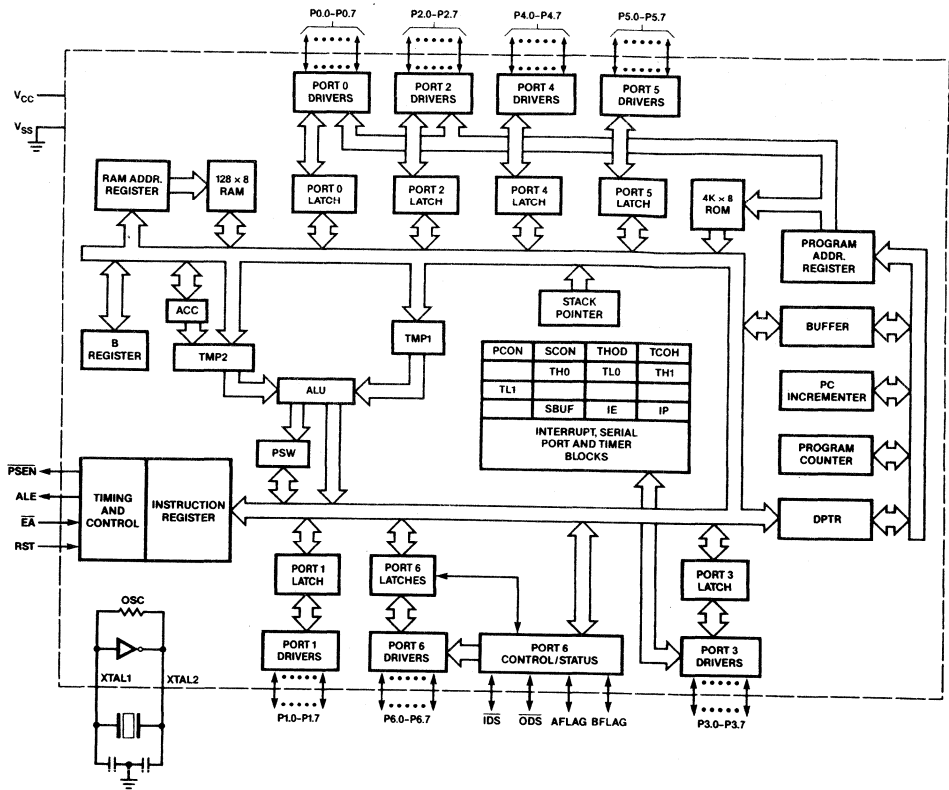 P0.0–P0.7
P2.0–P2.7
P4.0–P4.7
P5.0–P5.7
VCC
VSS
PORT 0
DRIVERS
PORT 2
DRIVERS
PORT 4
DRIVERS
PORT 5
DRIVERS
RAM ADDR.
REGISTER
128 × 8
RAM
PORT 0
LATCH
PORT 2
LATCH
PORT 4
LATCH
PORT 5
LATCH
4K × 8
ROM
PROGRAM
ADDR.
REGISTER
B
REGISTER
ACC
TMP2
TMP1
STACK
POINTER
BUFFER
ALU
PCON SCON THOD TCOH
TH0 TL0 TH1
TL1
SBUF IE IP
INTERRUPT, SERIAL
PORT AND TIMER
BLOCKS
PC
INCREMENTER
PSW
PROGRAM
COUNTER
PSEN
ALE
EA
RST
TIMING
AND
CONTROL
INSTRUCTION
REGISTER
DPTR
PORT 1
LATCH
PORT 6
LATCHES
PORT 3
LATCH
OSC
PORT 1
DRIVERS
PORT 6
DRIVERS
PORT 6
CONTROL/STATUS
PORT 3
DRIVERS
XTAL1
XTAL2
P1.0–P1.7
P6.0–P6.7
IDS
ODS
AFLAG
BFLAG
P3.0–P3.7